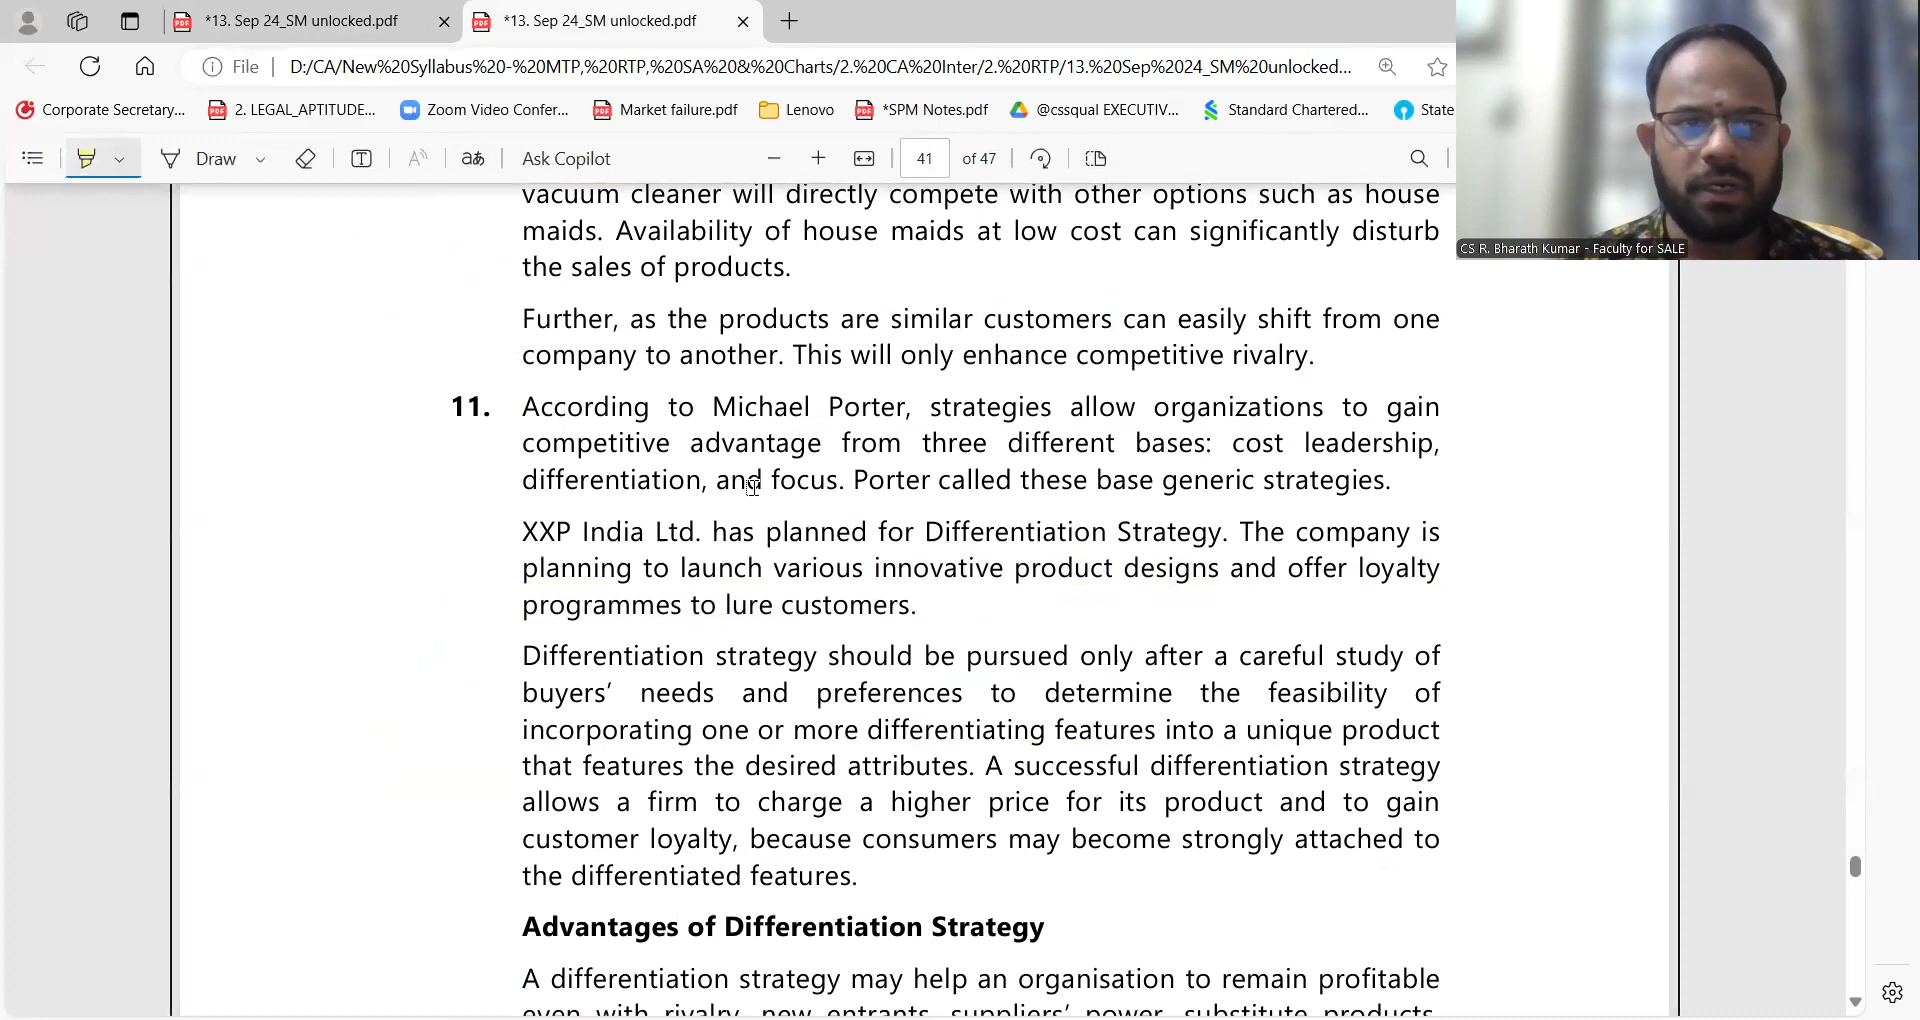 *13. Sep 24_SM unlocked.pdf
*13. Sep 24_SM unlocked.pdf
File
D:/CA/New%20Syllabus%20-%20MTP,%20RTP,%20SA%20&%20Charts/2.%20CA%20Inter/2.%20RTP/13.%20Sep%2024_SM%20unlocked...
Corporate Secretary...
2. LEGAL_APTITUDE...
Zoom Video Confer...
Market failure.pdf
Lenovo
*SPM Notes.pdf
@cssqual EXECUTIV...
Standard Chartered...
State
Draw
Ask Copilot
41 of 47
CS R. Bharath Kumar - Faculty for SALE
vacuum cleaner will directly compete with other options such as house
maids. Availability of house maids at low cost can significantly disturb
the sales of products.
Further, as the products are similar customers can easily shift from one
company to another. This will only enhance competitive rivalry.
11. According to Michael Porter, strategies allow organizations to gain
competitive advantage from three different bases: cost leadership,
differentiation, and focus. Porter called these base generic strategies.
XXP India Ltd. has planned for Differentiation Strategy. The company is
planning to launch various innovative product designs and offer loyalty
programmes to lure customers.
Differentiation strategy should be pursued only after a careful study of
buyers’ needs and preferences to determine the feasibility of
incorporating one or more differentiating features into a unique product
that features the desired attributes. A successful differentiation strategy
allows a firm to charge a higher price for its product and to gain
customer loyalty, because consumers may become strongly attached to
the differentiated features.
Advantages of Differentiation Strategy
A differentiation strategy may help an organisation to remain profitable
even with rivalry, new entrants, suppliers’ power, substitute products,